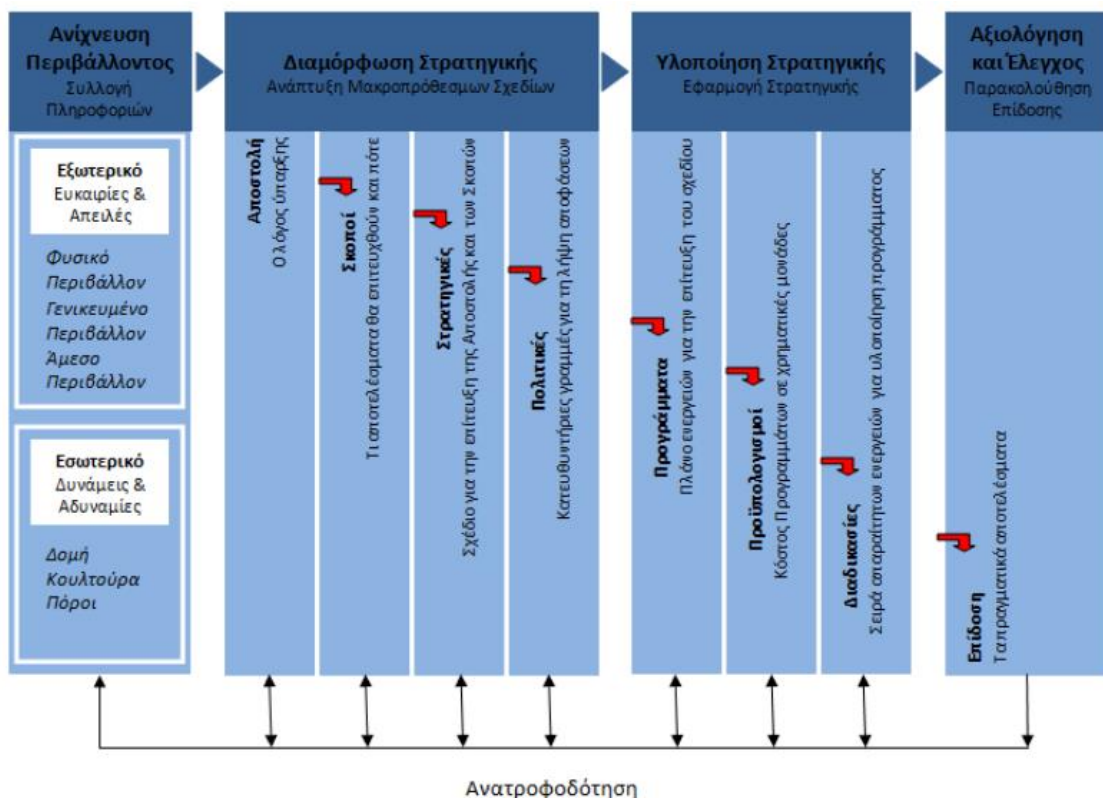 Ανίχνευση
Περιβάλλοντος
Συλλογή
Πληροφοριών
Διαμόρφωση Στρατηγικής
Ανάπτυξη Μακροπρόθεσμων Σχεδίων
Υλοποίηση Στρατηγικής
Εφαρμογή Στρατηγικής
Αξιολόγηση
και Έλεγχος
Παρακολούθηση
Επίδοσης
Εξωτερικό
Ευκαιρίες &
Απειλές
Φυσικό
Περιβάλλον
Γενικευμένο
Περιβάλλον
Άμεσο
Περιβάλλον
Εσωτερικό
Δυνάμεις &
Αδυναμίες
Δομή
Κουλτούρα
Πόροι
Αποστολή
Ο λόγος ύπαρξης
Σκοποί
Τι αποτελέσματα θα επιτευχθούν και πότε
Στρατηγικές
Σχέδιο για την επίτευξη της Αποστολής και των Σκοπών
Πολιτικές
Κατευθυντήριες γραμμές για τη λήψη αποφάσεων
Προγράμματα
Πλάνο ενεργειών για την επίτευξη του σχεδίου
Προϋπολογισμοί
Κόστος Προγραμμάτων σε χρηματικές μονάδες
Διαδικασίες
Σειρά απαραίτητων ενεργειών για υλοποίηση προγράμματος
Επίδοση
Τα πραγματικά αποτελέσματα
Ανατροφοδότηση